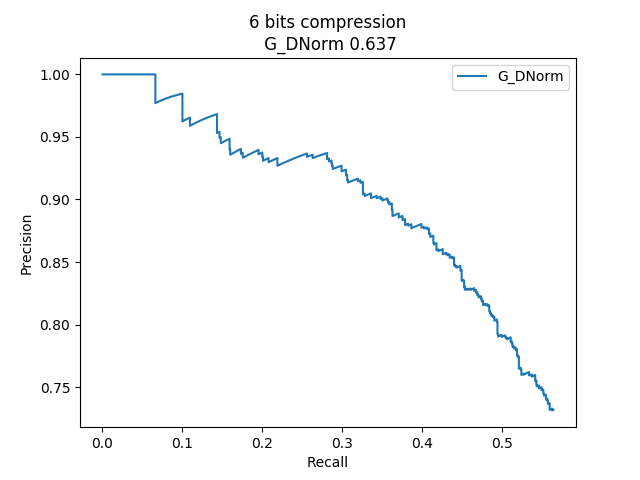 6 bits compression
G_DNorm 0.637
G_DNorm
1.00
0.95
0.90
0.85
0.80
0.75
Precision
0.0 0.1 0.2 0.3 0.4 0.5
Recall